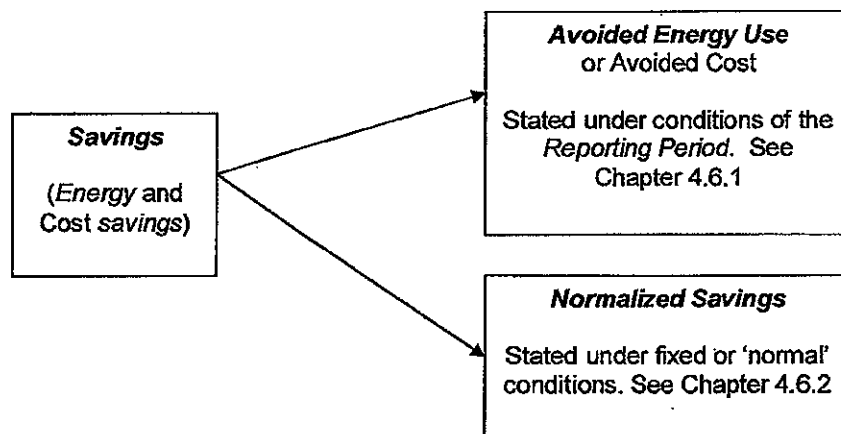 Savings
(Energy and
Cost savings)
Avoided Energy Use
or Avoided Cost
Stated under conditions of the
Reporting Period. See
Chapter 4.6.1
Normalized Savings
Stated under fixed or 'normal'
conditions. See Chapter 4.6.2